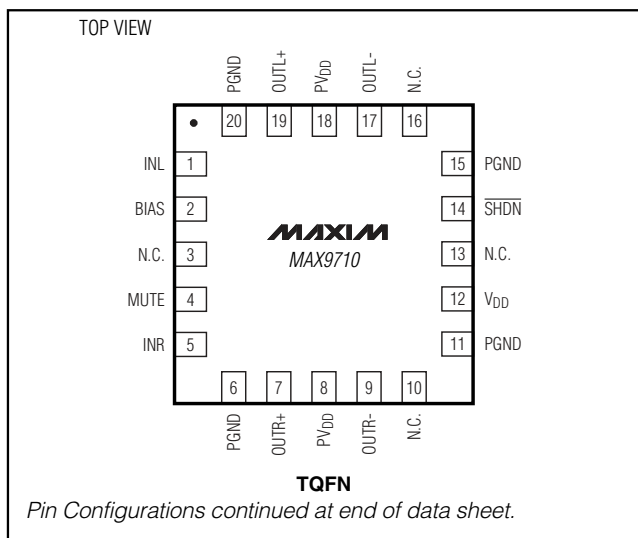 TOP VIEW
PGND OUTL+ PVDD OUTL- N.C.
20 19 18 17 16
INL 1 15 PGND
BIAS 2 14 SHDN
MAXIM
N.C. 3 13 N.C.
MAX9710
MUTE 4 12 VDD
INR 5 11 PGND
6 7 8 9 10
PGND OUTR+ PVDD OUTR- N.C.
TQFN
Pin Configurations continued at end of data sheet.